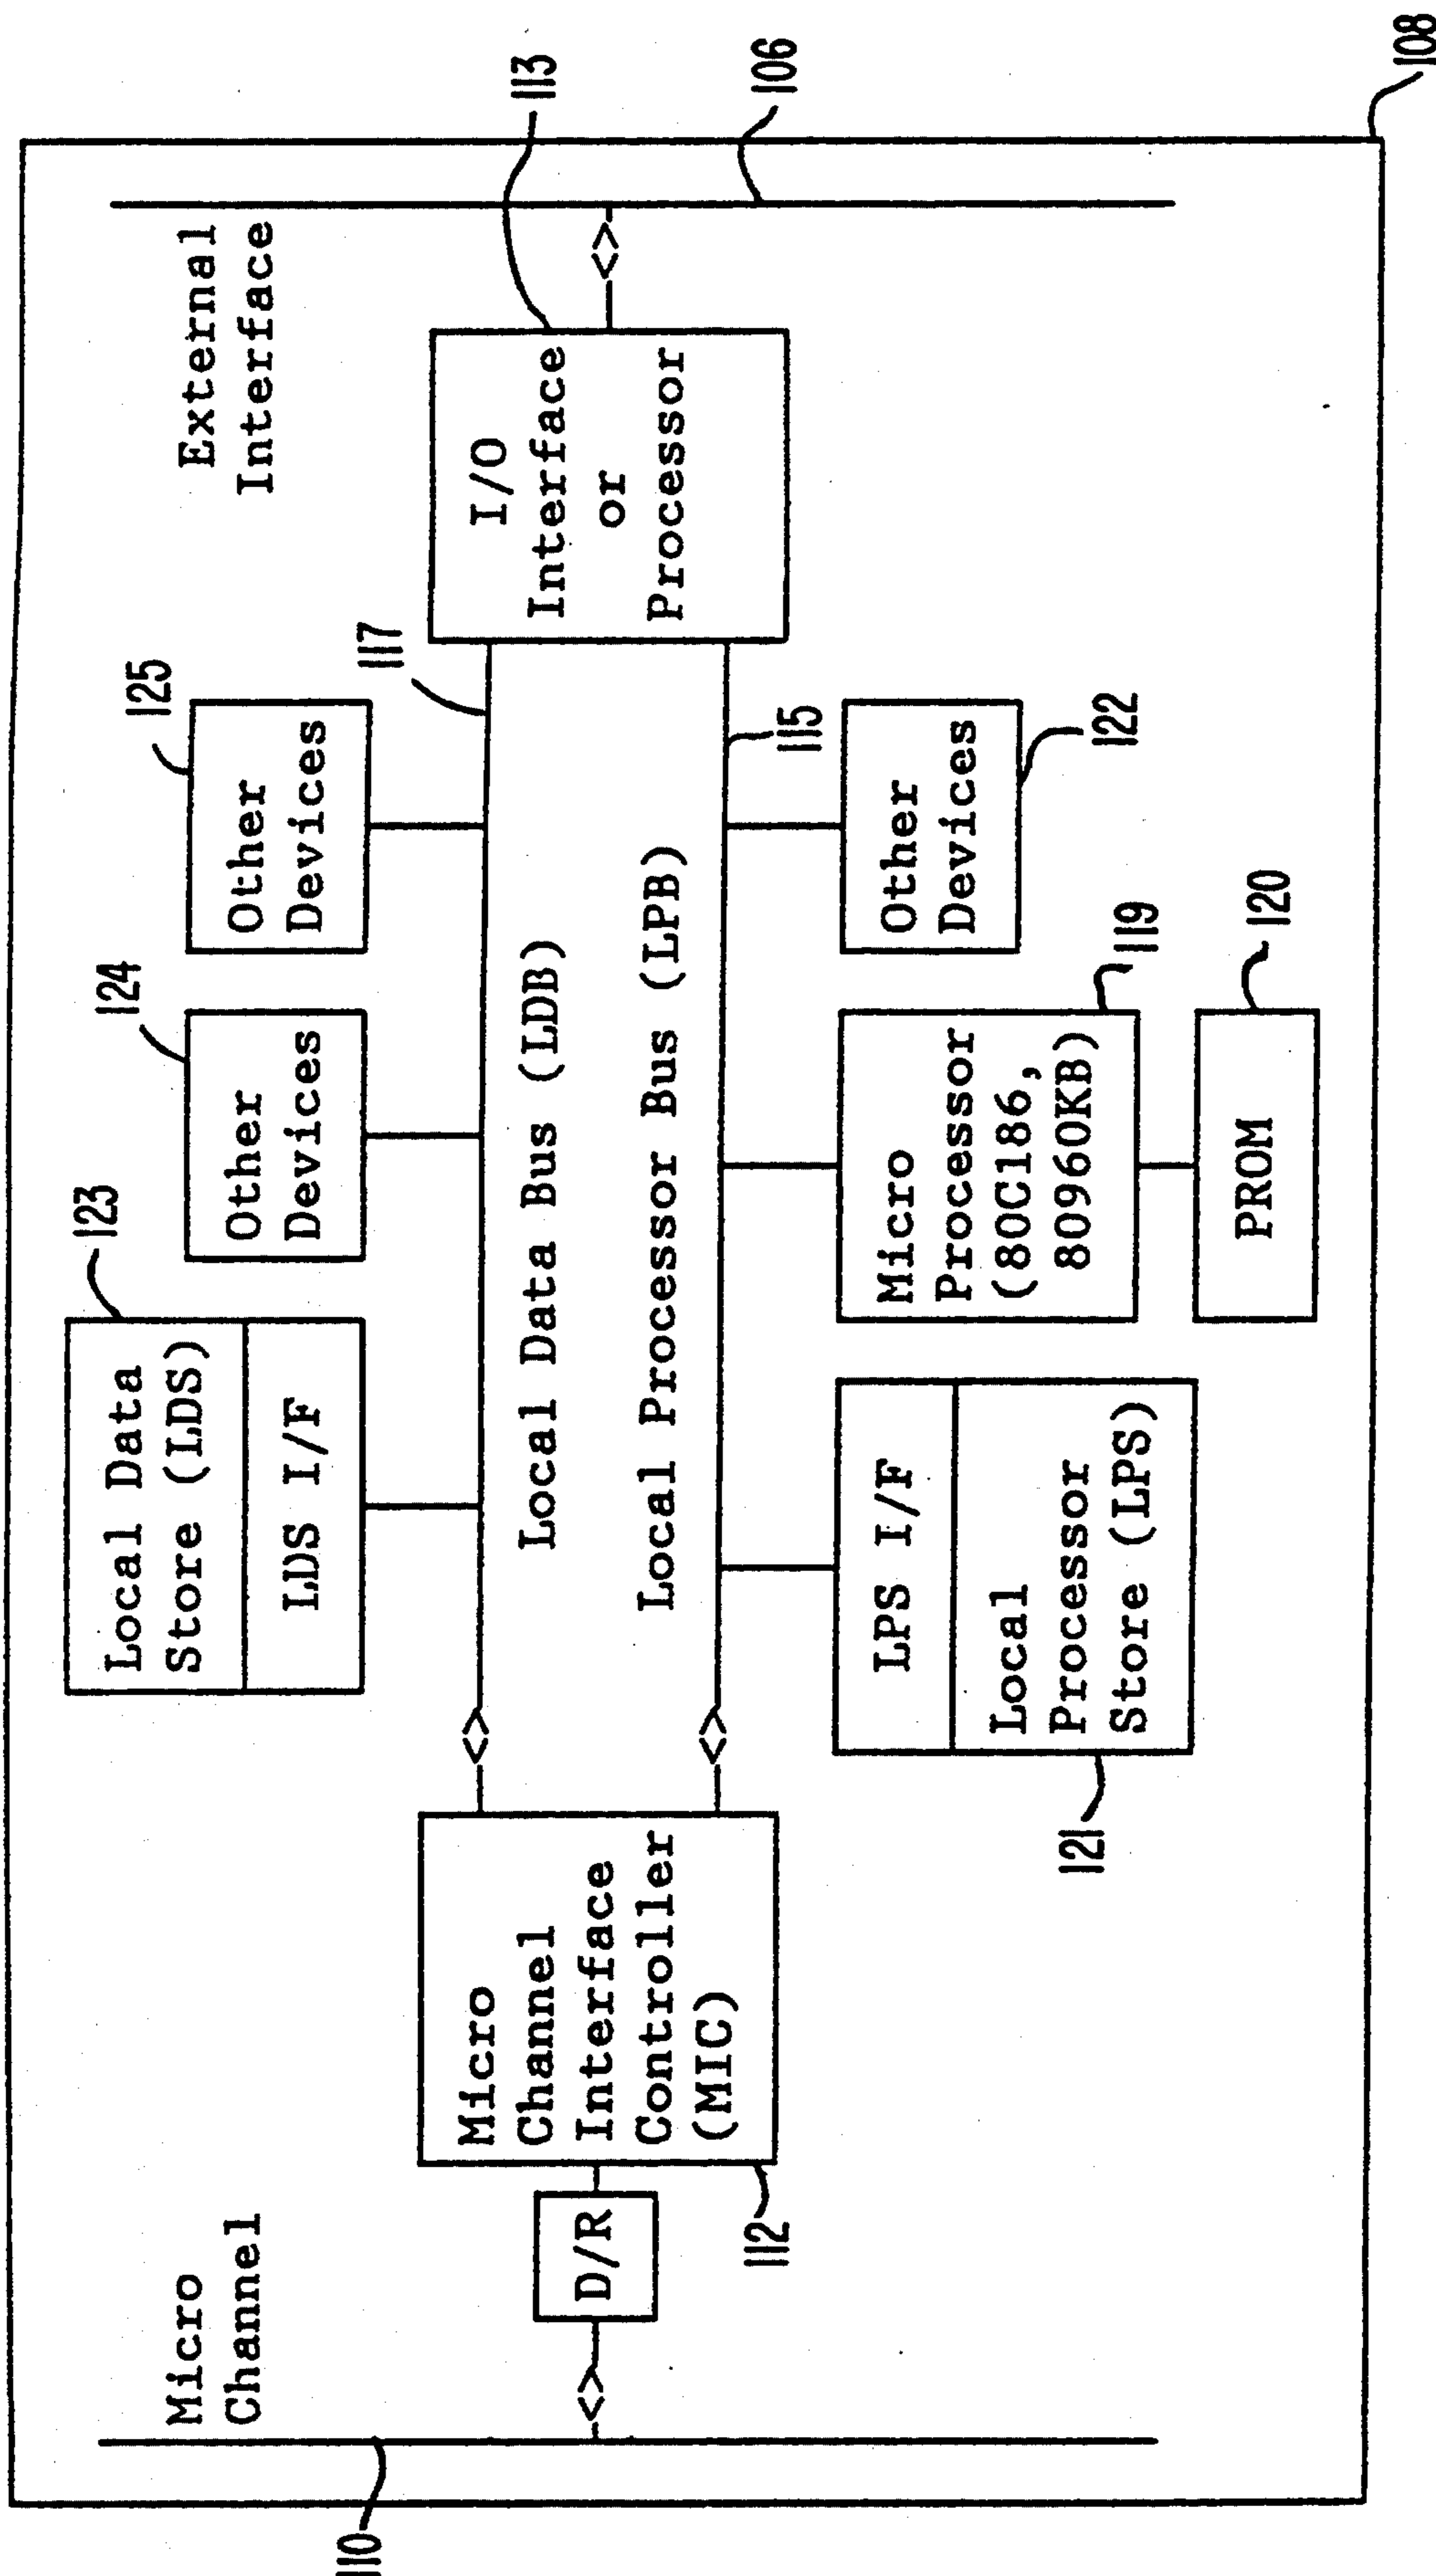 108
Micro
Channel
110
External
Interface
106
113
I/O
Interface
or
Processor
D/R
Micro
Channel
Interface
Controller
(MIC)
112
<>
<>
<>
<>
123
Local Data
Store (LDS)
LDS I/F
124
Other
Devices
125
Other
Devices
117
Local Data Bus (LDB)
Local Processor Bus (LPB)
115
LPS I/F
Local
Processor
Store (LPS)
121
Micro
Processor
(80C186,
80960KB)
119
PROM
120
Other
Devices
122